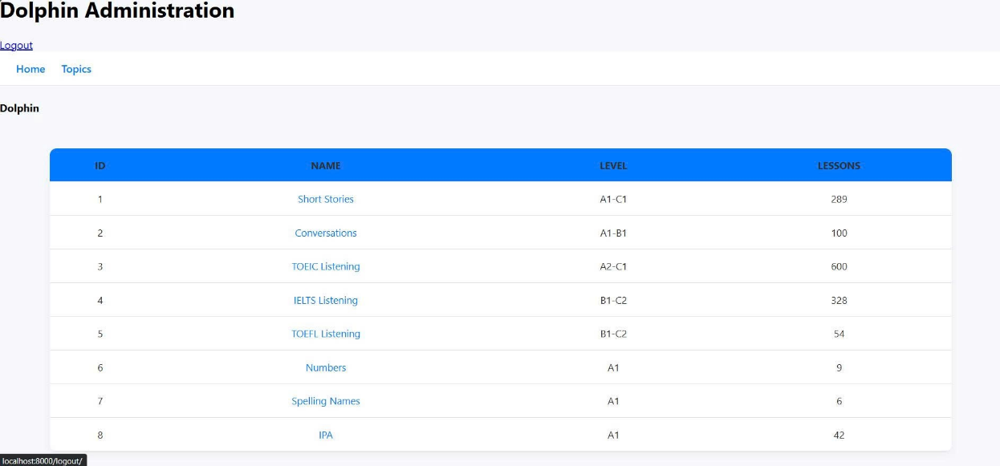 Dolphin Administration
Logout
Home Topics
Dolphin
ID NAME LEVEL LESSONS
1 Short Stories A1-C1 289
2 Conversations A1-B1 100
3 TOEIC Listening A2-C1 600
4 IELTS Listening B1-C2 328
5 TOEFL Listening B1-C2 54
6 Numbers A1 9
7 Spelling Names A1 6
8 IPA A1 42
localhost:8000/logout/